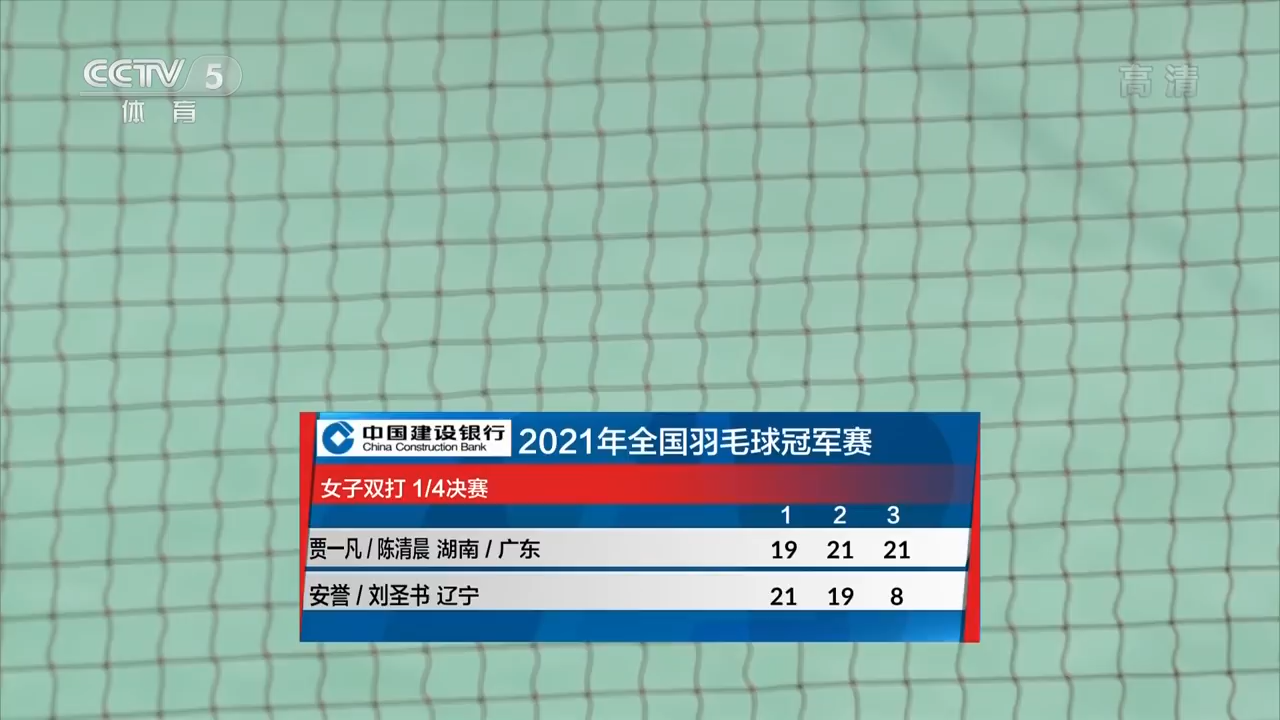 CCTV 5
体育
高清
中国建设银行
China Construction Bank
2021年全国羽毛球冠军赛
女子双打 1/4决赛
1 2 3
贾一凡 / 陈清晨 湖南 / 广东 19 21 21
安誉 / 刘圣书 辽宁 21 19 8